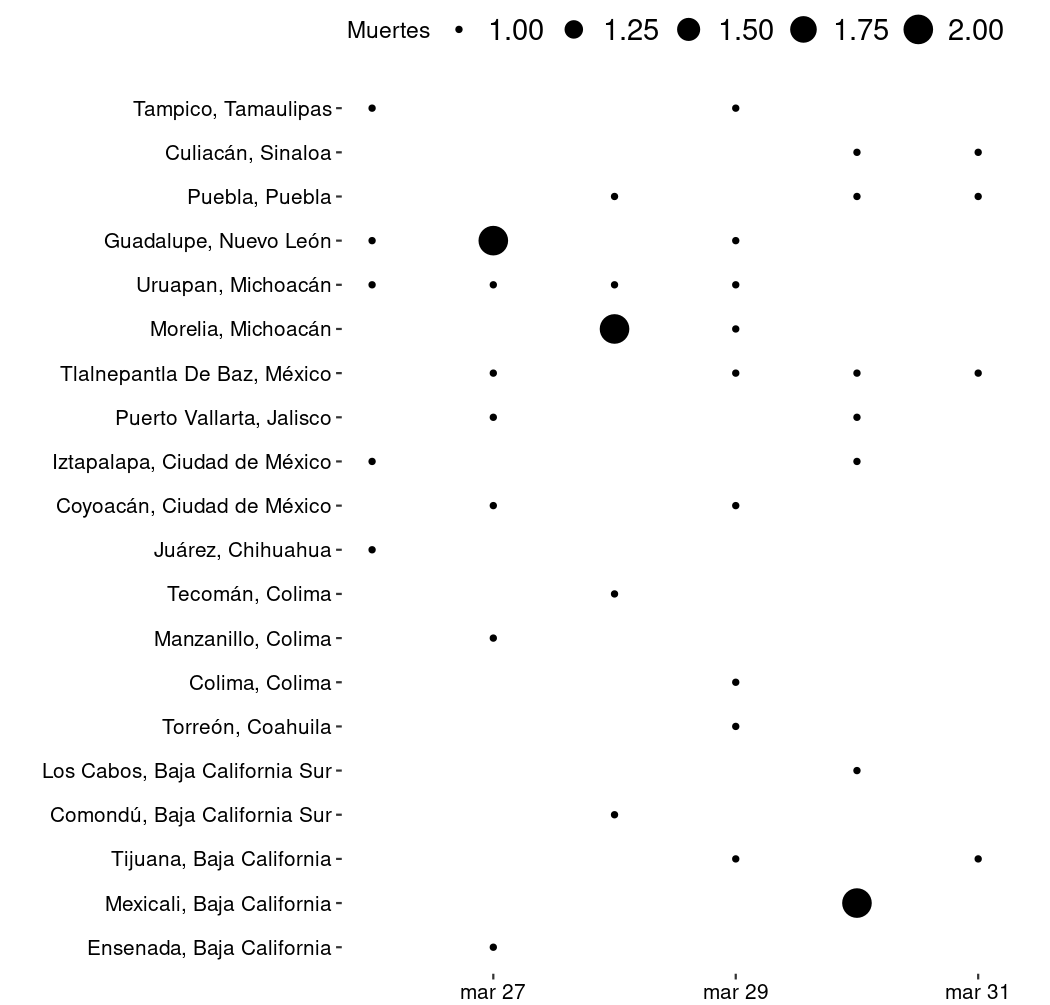 Muertes 1.00 1.25 1.50 1.75 2.00
Tampico, Tamaulipas
Culiacán, Sinaloa
Puebla, Puebla
Guadalupe, Nuevo León
Uruapan, Michoacán
Morelia, Michoacán
Tlalnepantla De Baz, México
Puerto Vallarta, Jalisco
Iztapalapa, Ciudad de México
Coyoacán, Ciudad de México
Juárez, Chihuahua
Tecomán, Colima
Manzanillo, Colima
Colima, Colima
Torreón, Coahuila
Los Cabos, Baja California Sur
Comondú, Baja California Sur
Tijuana, Baja California
Mexicali, Baja California
Ensenada, Baja California
mar 27 mar 29 mar 31